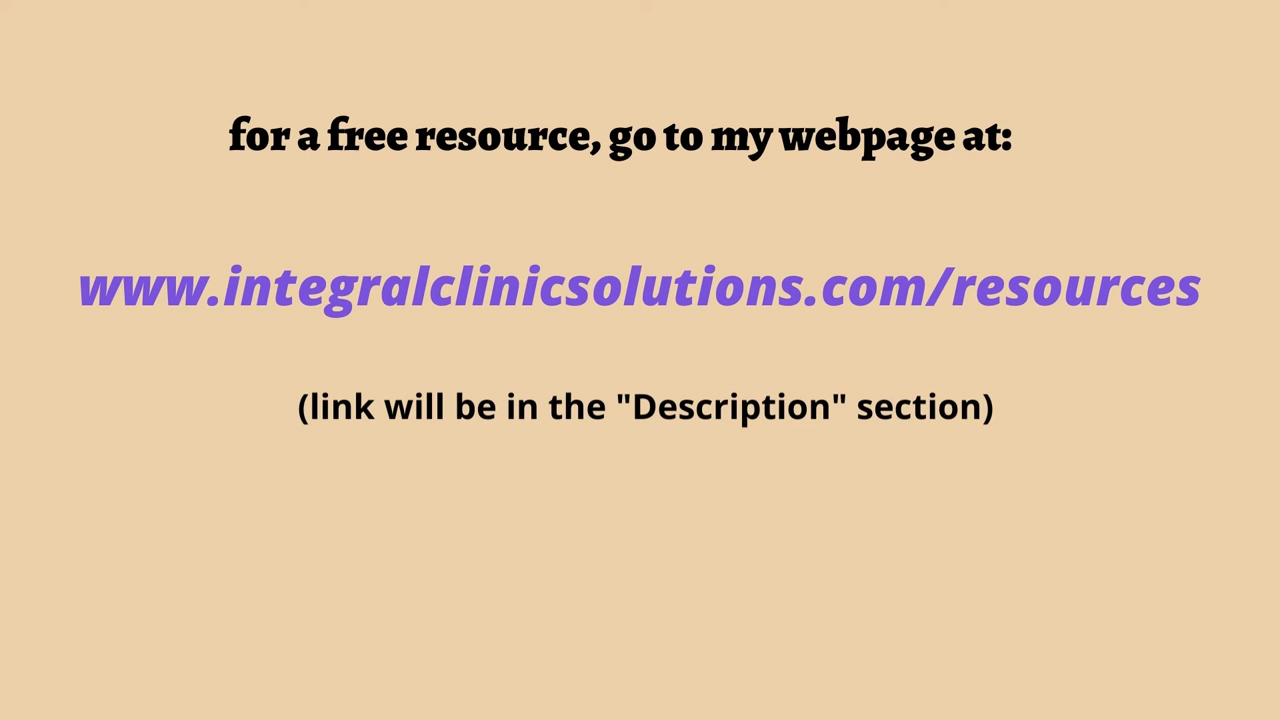 for a free resource, go to my webpage at:
www.integralclinicsolutions.com/resources
(link will be in the "Description" section)